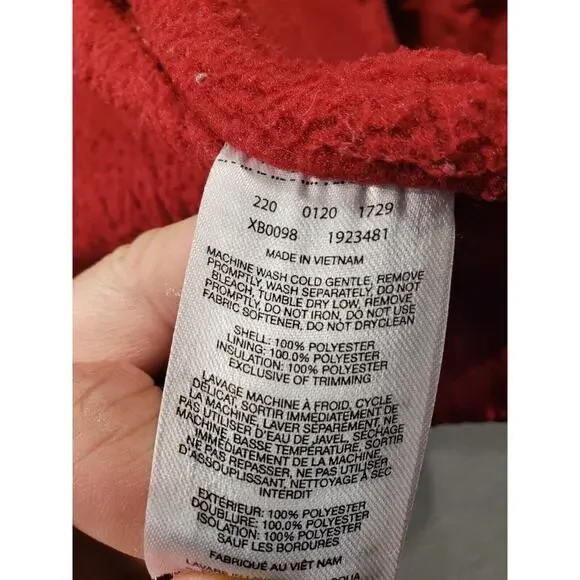 220 0120 1729
XB0098 1923481
MADE IN VIETNAM
MACHINE WASH COLD GENTLE, REMOVE
PROMPTLY, WASH SEPARATELY, DO NOT
BLEACH, TUMBLE DRY LOW, REMOVE
PROMPTLY, DO NOT IRON, DO NOT USE
FABRIC SOFTENER, DO NOT DRYCLEAN
SHELL: 100% POLYESTER
LINING: 100.0% POLYESTER
INSULATION: 100% POLYESTER
EXCLUSIVE OF TRIMMING
LAVAGE MACHINE À FROID, CYCLE
DÉLICAT, SORTIR IMMÉDIATEMENT DE
LA MACHINE, LAVER SÉPARÉMENT, NE
PAS UTILISER D'EAU DE JAVEL, SÉCHAGE
MACHINE, BASSE TEMPÉRATURE, SORTIR
IMMÉDIATEMENT DE LA MACHINE,
NE PAS REPASSER, NE PAS UTILISER
D'ASSOUPLISSANT, NETTOYAGE À SEC
INTERDIT
EXTÉRIEUR: 100% POLYESTER
DOUBLURE: 100.0% POLYESTER
ISOLATION: 100% POLYESTER
SAUF LES BORDURES
FABRIQUÉ AU VIÊT NAM